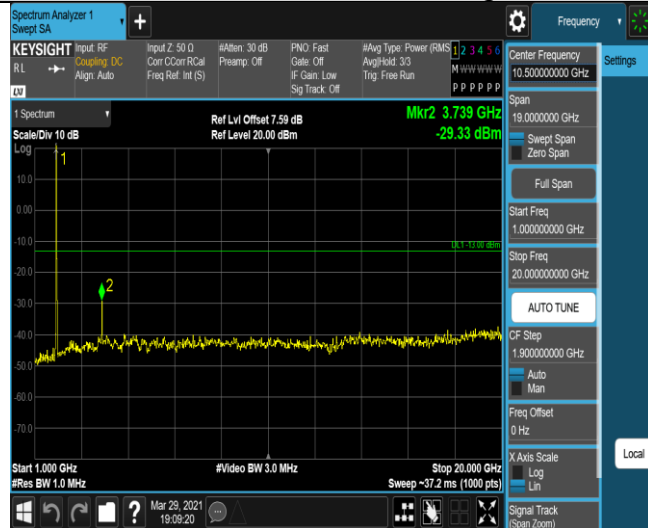 Spectrum Analyzer 1
Swept SA
Frequency
KEYSIGHT
RL
LXI
Input: RF
Coupling: DC
Align: Auto
Input Z: 50 Ω
Corr CCorr RCal
Freq Ref: Int (S)
#Atten: 30 dB
Preamp: Off
PNO: Fast
Gate: Off
IF Gain: Low
Sig Track: Off
#Avg Type: Power (RMS
Avg|Hold: 3/3
Trig: Free Run
1 2 3 4 5 6
M W W W W W
P P P P P P
1 Spectrum
Scale/Div 10 dB
Ref Lvl Offset 7.59 dB
Ref Level 20.00 dBm
Mkr2 3.739 GHz
-29.33 dBm
Log
10.0
0.00
-10.0
-20.0
-30.0
-40.0
-50.0
-60.0
-70.0
1
2
DL1 -13.00 dBm
Start 1.000 GHz
#Res BW 1.0 MHz
#Video BW 3.0 MHz
Stop 20.000 GHz
Sweep ~37.2 ms (1000 pts)
Center Frequency
10.500000000 GHz
Span
19.0000000 GHz
Swept Span
Zero Span
Full Span
Start Freq
1.000000000 GHz
Stop Freq
20.000000000 GHz
AUTO TUNE
CF Step
1.900000000 GHz
Auto
Man
Freq Offset
0 Hz
X Axis Scale
Log
Lin
Signal Track
(Span Zoom)
Settings
Local
Mar 29, 2021
19:09:20